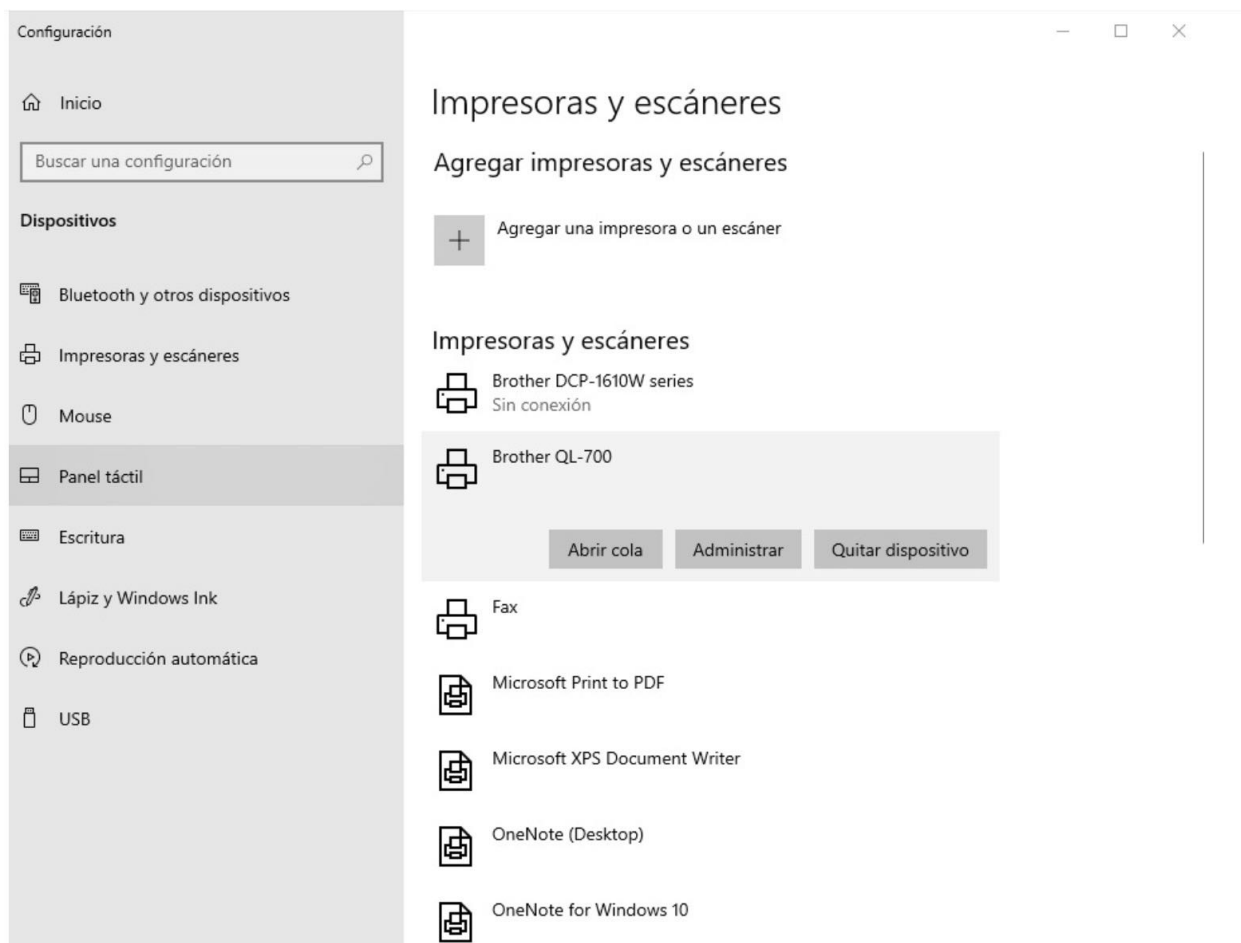 Configuración
Inicio
Buscar una configuración
Dispositivos
Bluetooth y otros dispositivos
Impresoras y escáneres
Mouse
Panel táctil
Escritura
Lápiz y Windows Ink
Reproducción automática
USB
Impresoras y escáneres
Agregar impresoras y escáneres
Agregar una impresora o un escáner
Impresoras y escáneres
Brother DCP-1610W series
Sin conexión
Brother QL-700
Abrir cola Administrar Quitar dispositivo
Fax
Microsoft Print to PDF
Microsoft XPS Document Writer
OneNote (Desktop)
OneNote for Windows 10